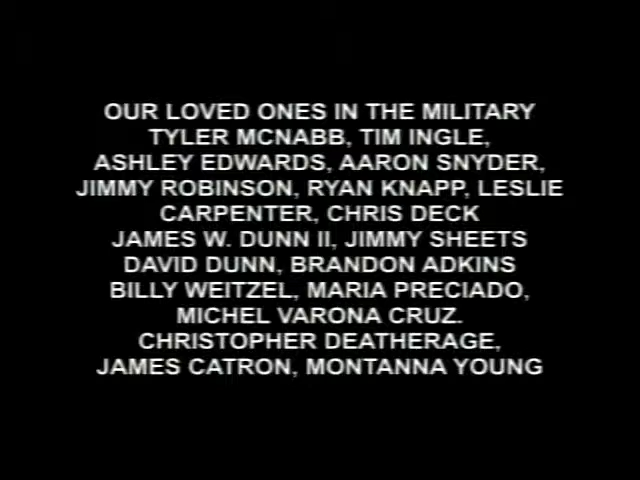 OUR LOVED ONES IN THE MILITARY
TYLER MCNABB, TIM INGLE,
ASHLEY EDWARDS, AARON SNYDER,
JIMMY ROBINSON, RYAN KNAPP, LESLIE
CARPENTER, CHRIS DECK
JAMES W. DUNN II, JIMMY SHEETS
DAVID DUNN, BRANDON ADKINS
BILLY WEITZEL, MARIA PRECIADO,
MICHEL VARONA CRUZ.
CHRISTOPHER DEATHERAGE,
JAMES CATRON, MONTANNA YOUNG